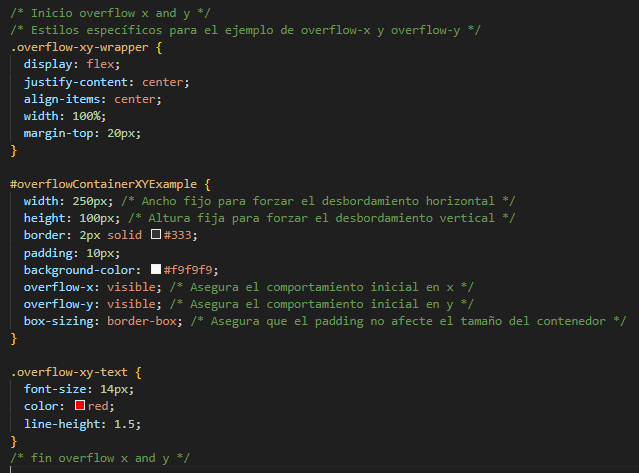 /* Inicio overflow x and y */
/* Estilos específicos para el ejemplo de overflow-x y overflow-y */
.overflow-xy-wrapper {
  display: flex;
  justify-content: center;
  align-items: center;
  width: 100%;
  margin-top: 20px;
}

#overflowContainerXYExample {
  width: 250px; /* Ancho fijo para forzar el desbordamiento horizontal */
  height: 100px; /* Altura fija para forzar el desbordamiento vertical */
  border: 2px solid #333;
  padding: 10px;
  background-color: #f9f9f9;
  overflow-x: visible; /* Asegura el comportamiento inicial en x */
  overflow-y: visible; /* Asegura el comportamiento inicial en y */
  box-sizing: border-box; /* Asegura que el padding no afecte el tamaño del contenedor */
}

.overflow-xy-text {
  font-size: 14px;
  color: red;
  line-height: 1.5;
}
/* fin overflow x and y */